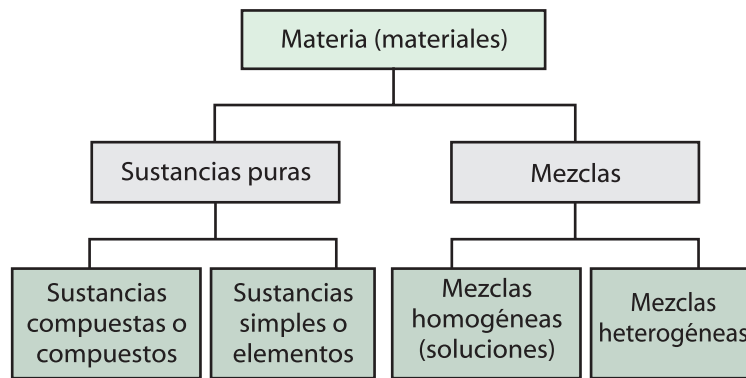 Materia (materiales)
Sustancias puras
Mezclas
Sustancias
compuestas o
compuestos
Sustancias
simples o
elementos
Mezclas
homogéneas
(soluciones)
Mezclas
heterogéneas